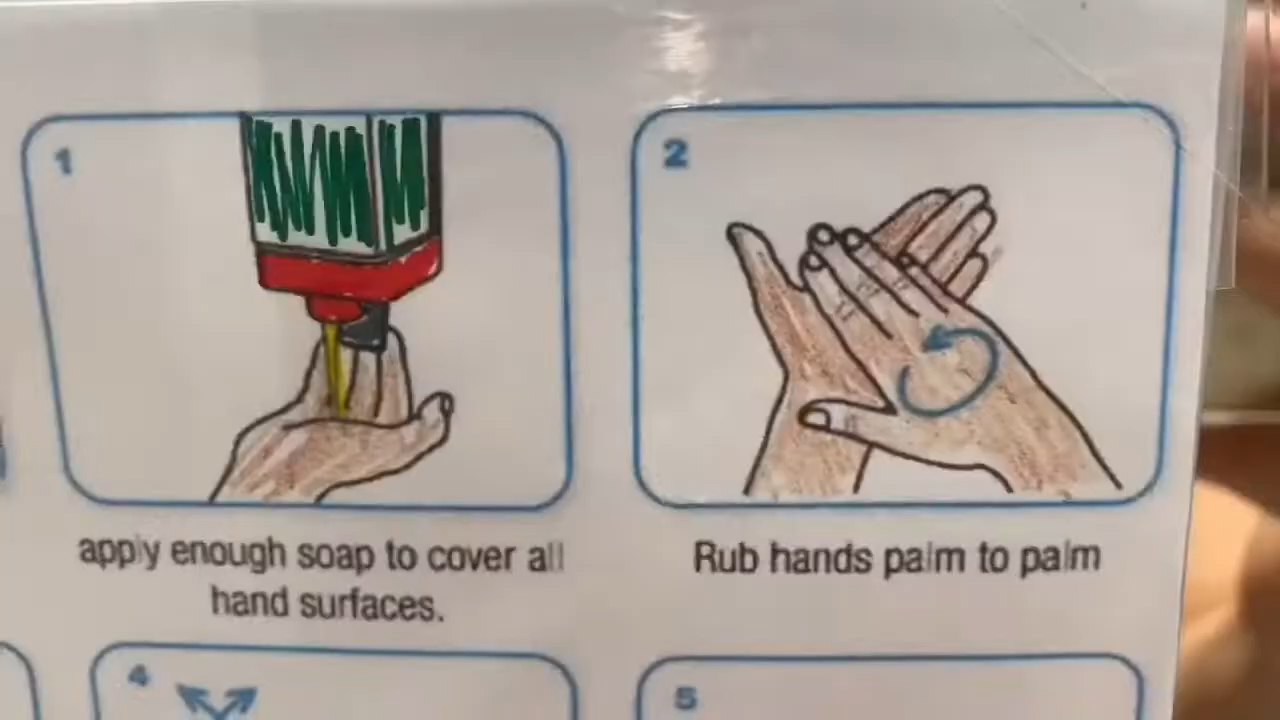 1
2
apply enough soap to cover all
hand surfaces.
Rub hands palm to palm
4
5